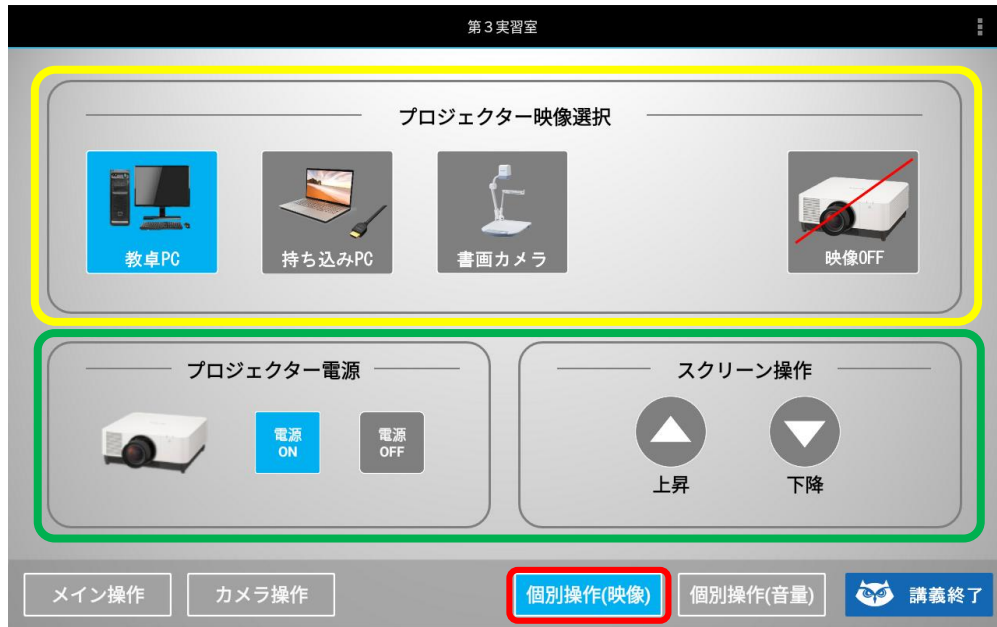 第3実習室
プロジェクター映像選択
教卓PC
持ち込みPC
書画カメラ
映像OFF
プロジェクター電源
電源
ON
電源
OFF
スクリーン操作
上昇
下降
メイン操作
カメラ操作
個別操作(映像)
個別操作(音量)
講義終了